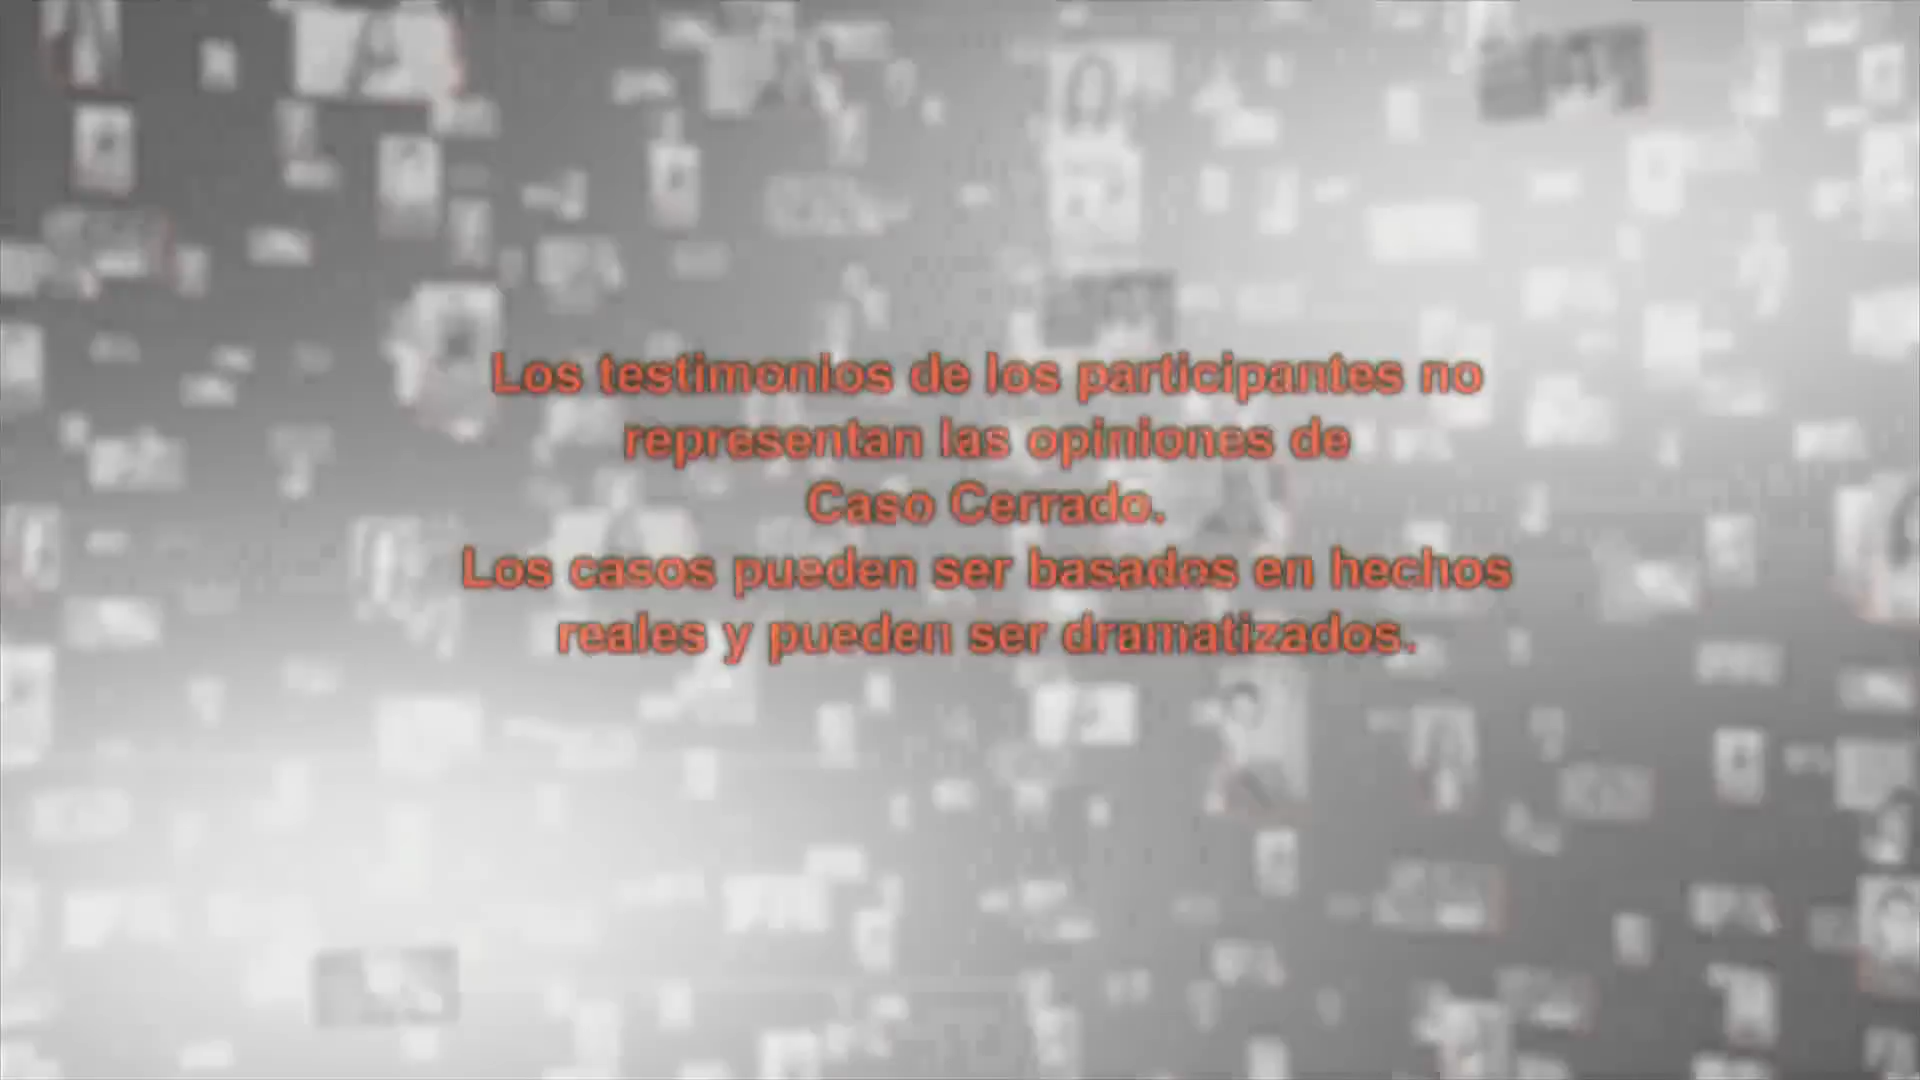 Los testimonios de los participantes no
representan las opiniones de
Caso Cerrado.
Los casos pueden ser basados en hechos
reales y pueden ser dramatizados.